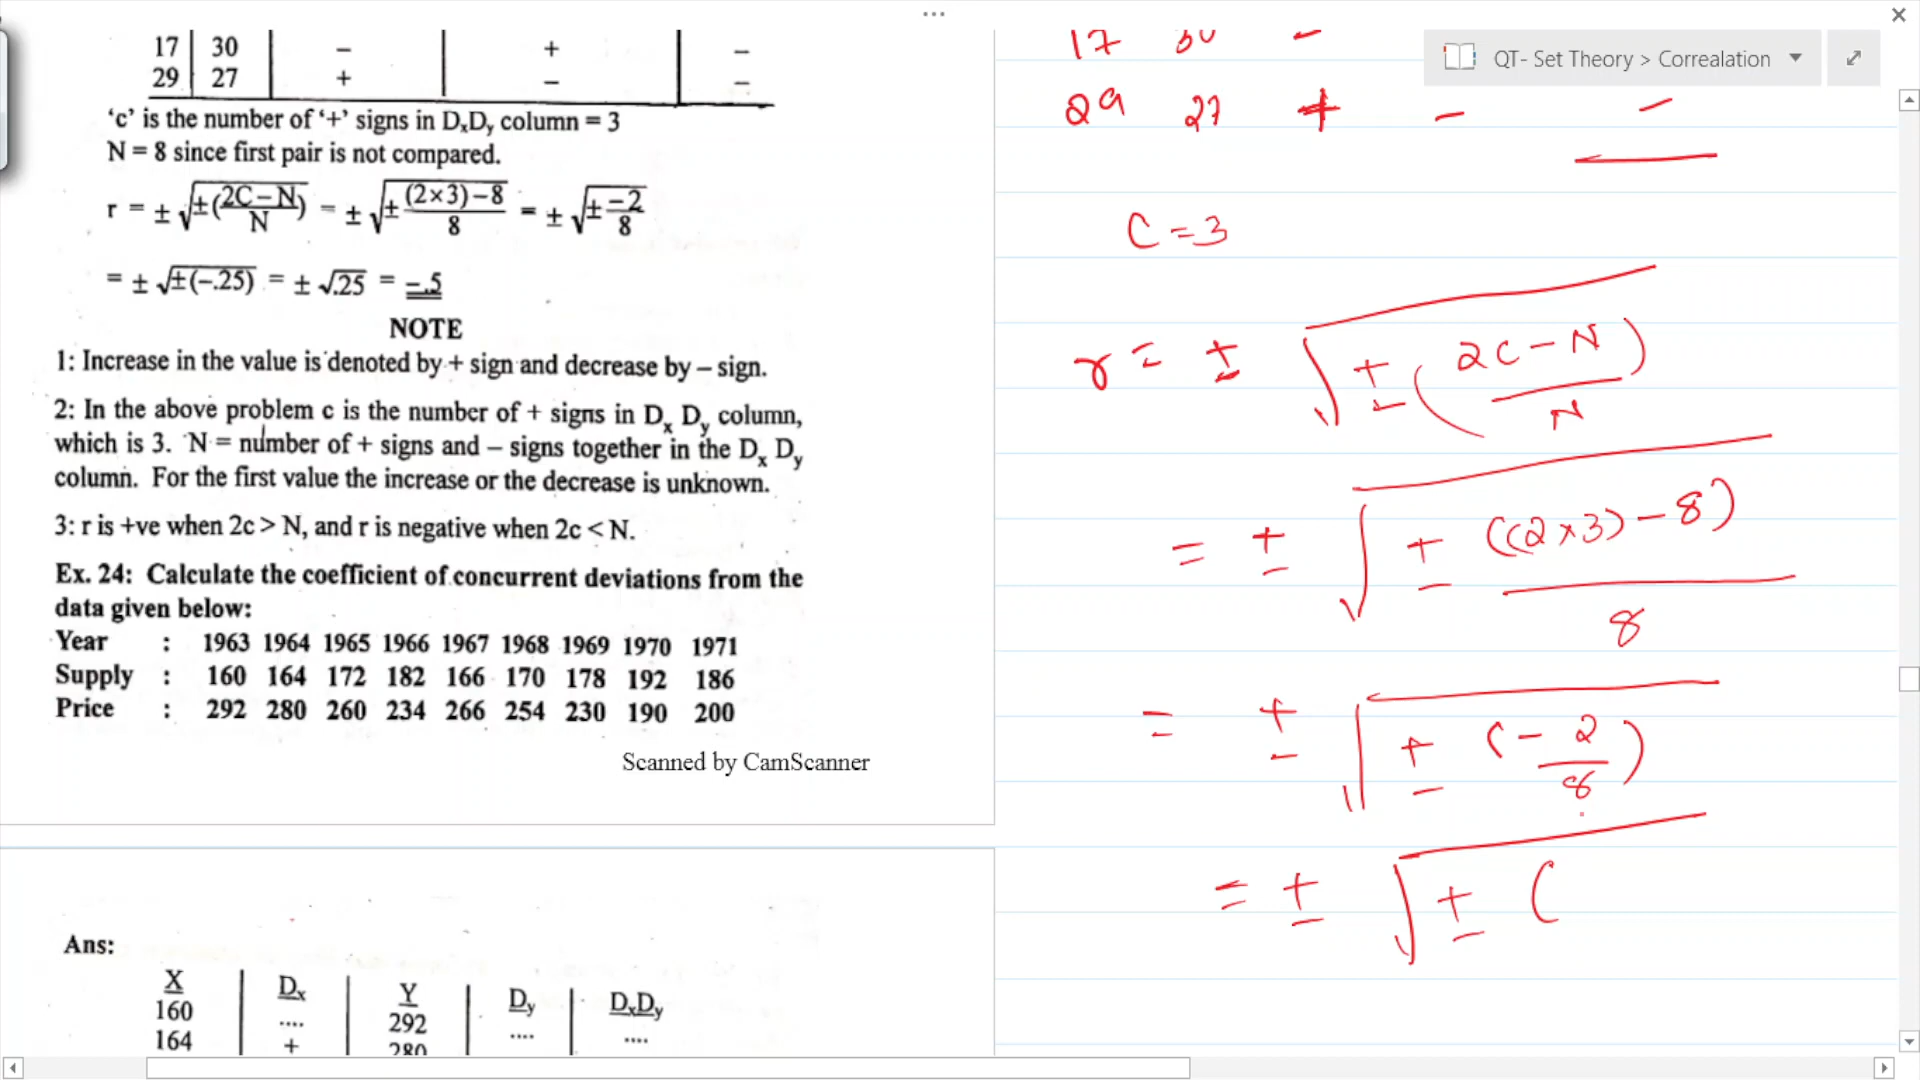 17 30 − + −
29 27 + − −
‘c’ is the number of ‘+’ signs in DₓDᵧ column = 3
N = 8 since first pair is not compared.
r = ± √±(2C−N)/N = ± √±(2×3)−8/8 = ± √±−2/8
= ± √±(−.25) = ± √.25 = −.5
NOTE
1: Increase in the value is denoted by + sign and decrease by – sign.
2: In the above problem c is the number of + signs in Dₓ Dᵧ column,
which is 3. N = number of + signs and – signs together in the Dₓ Dᵧ
column. For the first value the increase or the decrease is unknown.
3: r is +ve when 2c > N, and r is negative when 2c < N.
Ex. 24: Calculate the coefficient of concurrent deviations from the
data given below:
Year : 1963 1964 1965 1966 1967 1968 1969 1970 1971
Supply : 160 164 172 182 166 170 178 192 186
Price : 292 280 260 234 266 254 230 190 200
Scanned by CamScanner
Ans:
X Dₓ Y Dᵧ DₓDᵧ
160 .... 292 .... ....
164 + 280
QT- Set Theory > Correalation
17 30 −
29 27 + − −
C = 3
r = ± √±(2C − N)/N
= ± √± ((2×3) − 8)/8
= ± √± (− 2/8)
= ± √± (